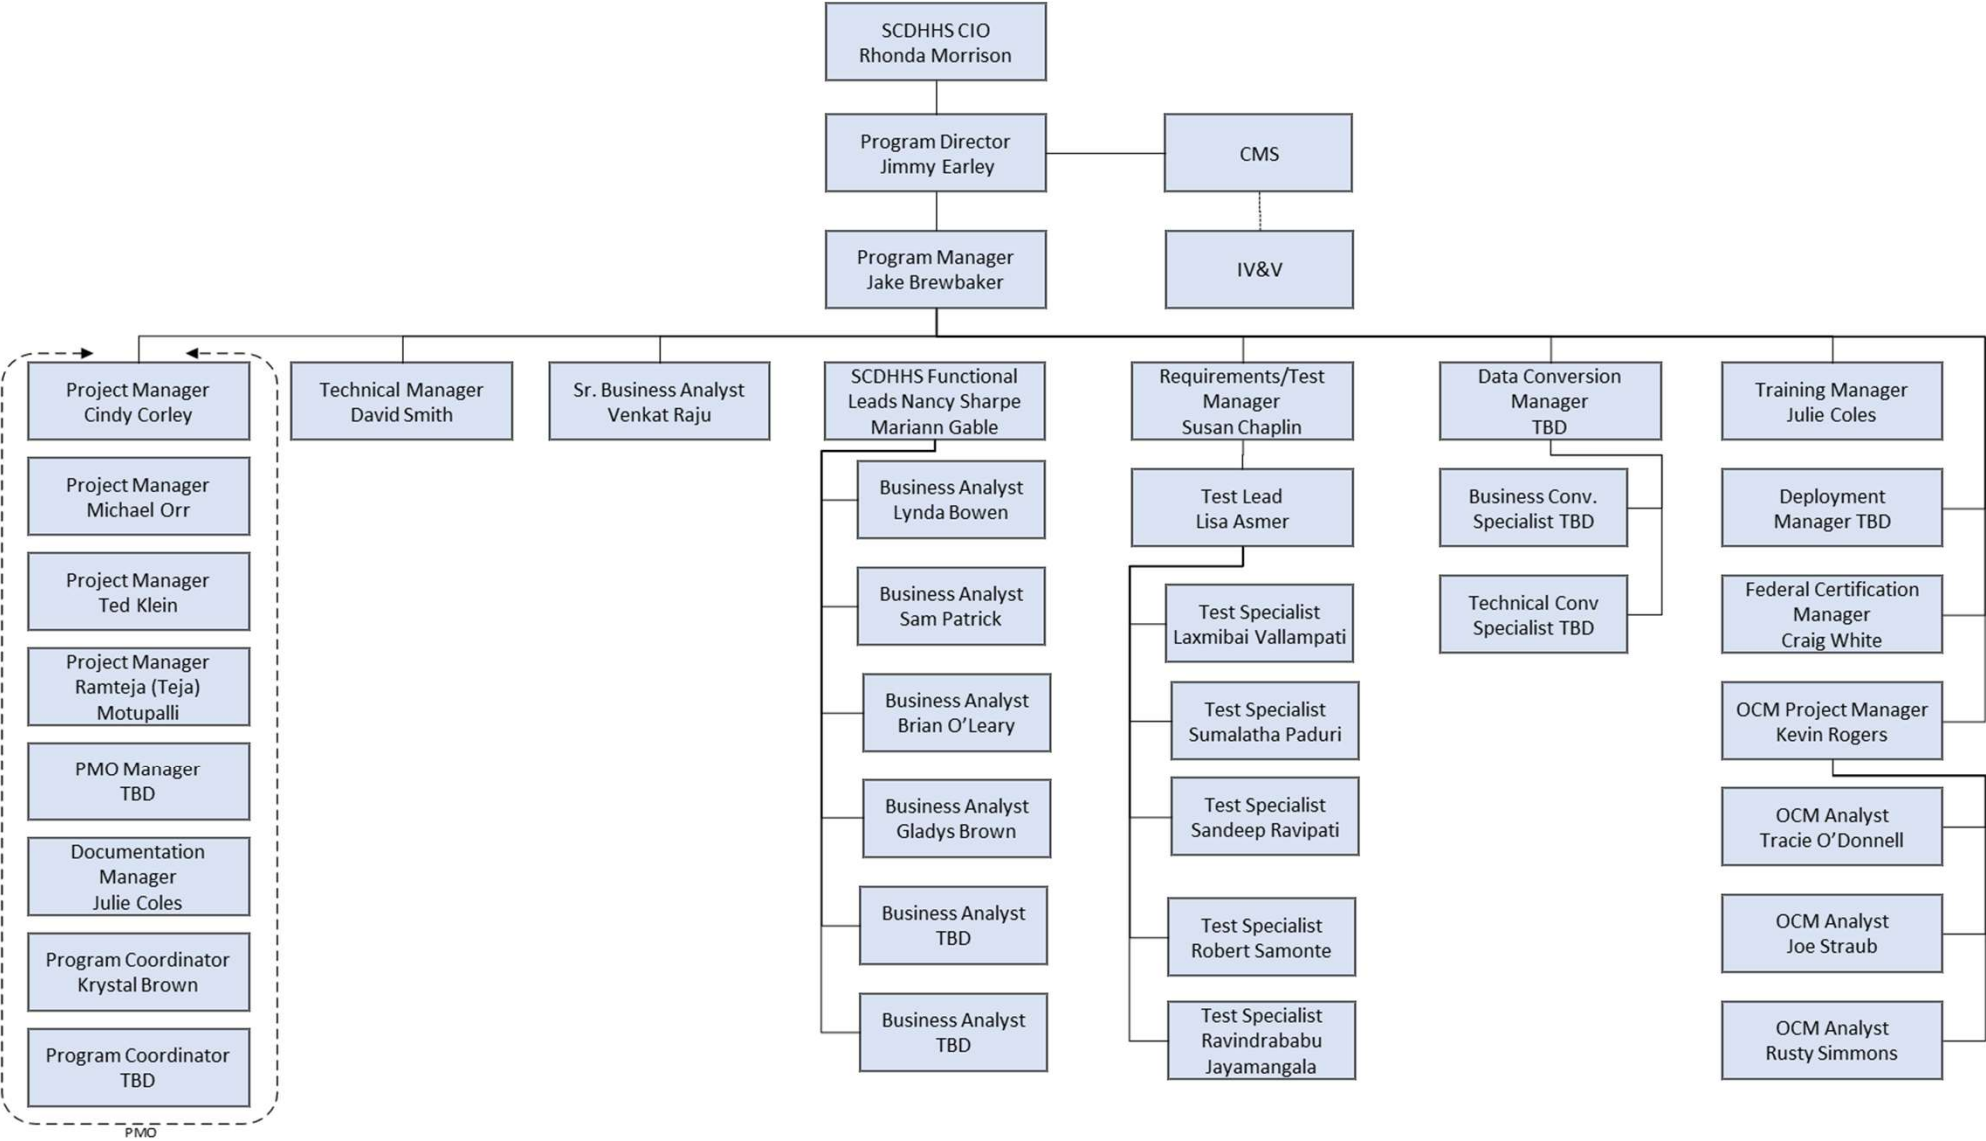 SCDHHS CIO
Rhonda Morrison
Program Director
Jimmy Earley
CMS
Program Manager
Jake Brewbaker
IV&V
Project Manager
Cindy Corley
Project Manager
Michael Orr
Project Manager
Ted Klein
Project Manager
Ramteja (Teja)
Motupalli
PMO Manager
TBD
Documentation
Manager
Julie Coles
Program Coordinator
Krystal Brown
Program Coordinator
TBD
PMO
Technical Manager
David Smith
Sr. Business Analyst
Venkat Raju
SCDHHS Functional
Leads Nancy Sharpe
Mariann Gable
Business Analyst
Lynda Bowen
Business Analyst
Sam Patrick
Business Analyst
Brian O’Leary
Business Analyst
Gladys Brown
Business Analyst
TBD
Business Analyst
TBD
Requirements/Test
Manager
Susan Chaplin
Test Lead
Lisa Asmer
Test Specialist
Laxmibai Vallampati
Test Specialist
Sumalatha Paduri
Test Specialist
Sandeep Ravipati
Test Specialist
Robert Samonte
Test Specialist
Ravindrababu
Jayamangala
Data Conversion
Manager
TBD
Business Conv.
Specialist TBD
Technical Conv
Specialist TBD
Training Manager
Julie Coles
Deployment
Manager TBD
Federal Certification
Manager
Craig White
OCM Project Manager
Kevin Rogers
OCM Analyst
Tracie O’Donnell
OCM Analyst
Joe Straub
OCM Analyst
Rusty Simmons